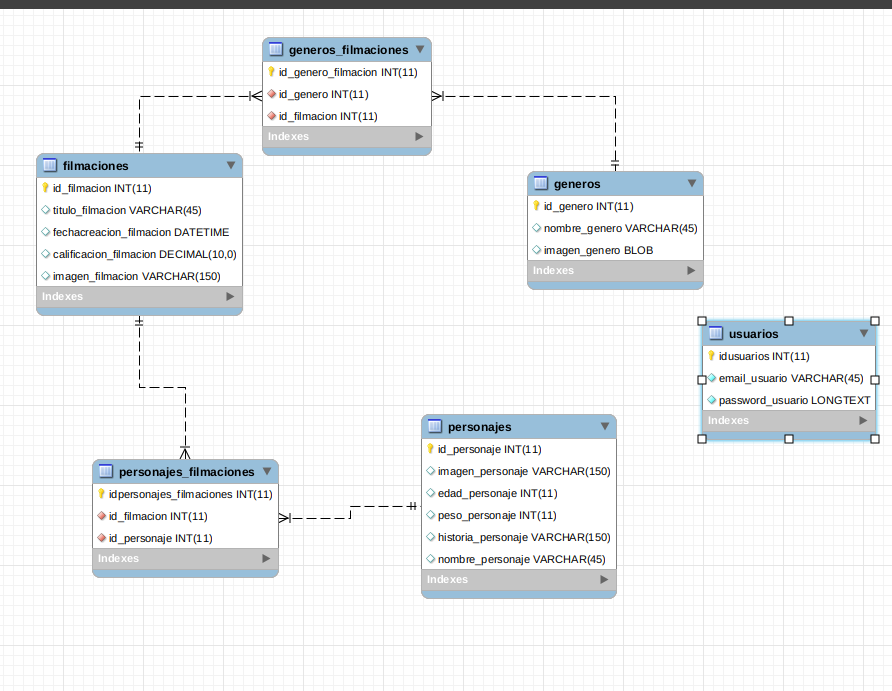 generos_filmaciones
id_genero_filmacion INT(11)
id_genero INT(11)
id_filmacion INT(11)
Indexes
filmaciones
id_filmacion INT(11)
titulo_filmacion VARCHAR(45)
fechacreacion_filmacion DATETIME
calificacion_filmacion DECIMAL(10,0)
imagen_filmacion VARCHAR(150)
Indexes
generos
id_genero INT(11)
nombre_genero VARCHAR(45)
imagen_genero BLOB
Indexes
usuarios
idusuarios INT(11)
email_usuario VARCHAR(45)
password_usuario LONGTEXT
Indexes
personajes
id_personaje INT(11)
imagen_personaje VARCHAR(150)
edad_personaje INT(11)
peso_personaje INT(11)
historia_personaje VARCHAR(150)
nombre_personaje VARCHAR(45)
Indexes
personajes_filmaciones
idpersonajes_filmaciones INT(11)
id_filmacion INT(11)
id_personaje INT(11)
Indexes